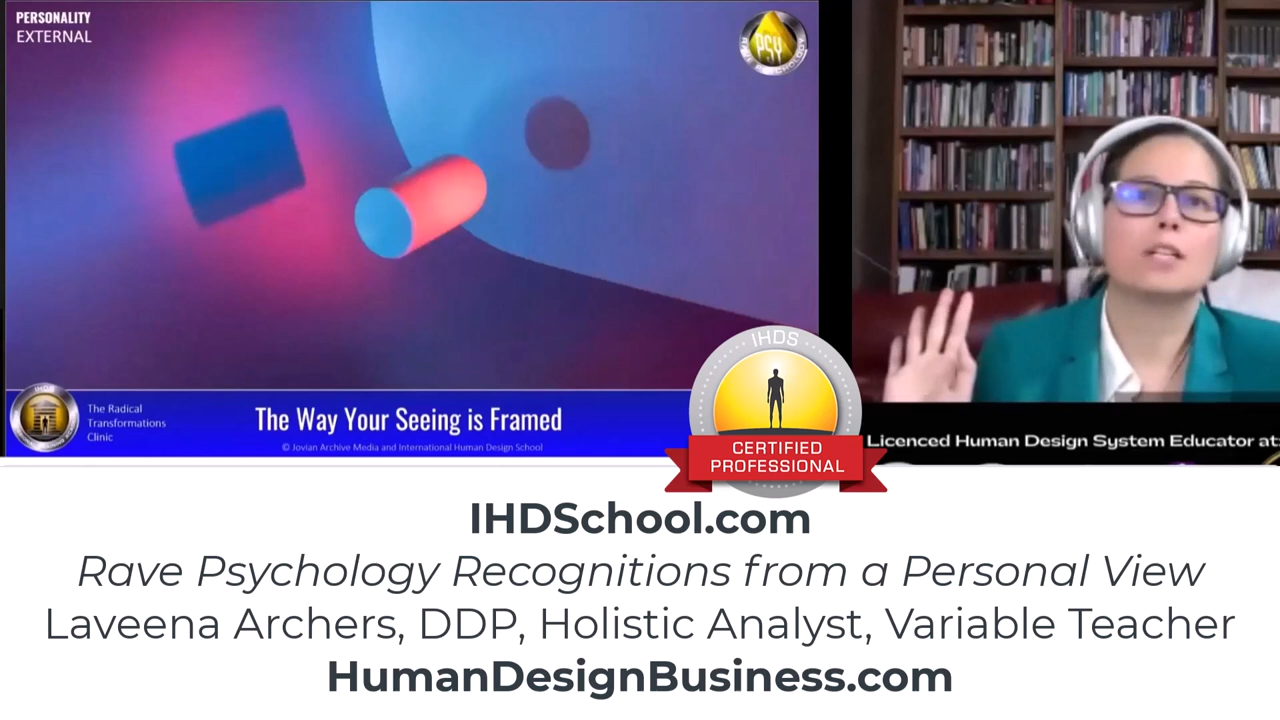 PERSONALITY
EXTERNAL
PSY
IHDS
The Radical
Transformations
Clinic
The Way Your Seeing is Framed
© Jovian Archive Media and International Human Design School
IHDS
CERTIFIED
PROFESSIONAL
Licenced Human Design System Educator at
IHDSchool.com
Rave Psychology Recognitions from a Personal View
Laveena Archers, DDP, Holistic Analyst, Variable Teacher
HumanDesignBusiness.com